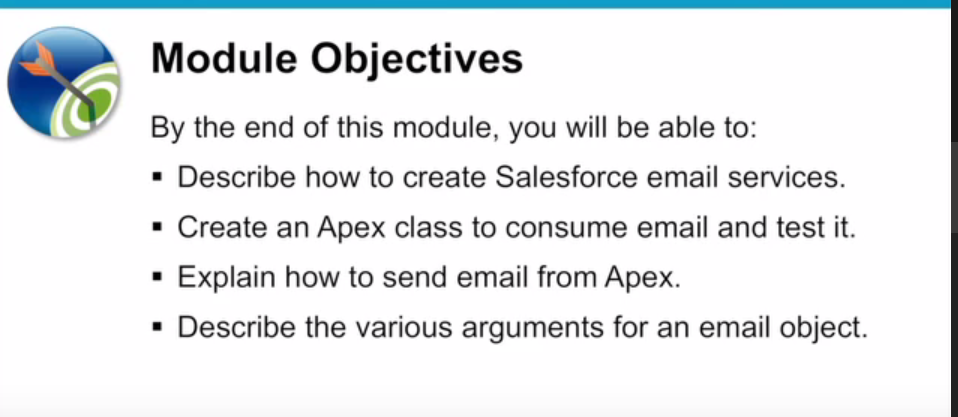 Module Objectives
By the end of this module, you will be able to:
▪ Describe how to create Salesforce email services.
▪ Create an Apex class to consume email and test it.
▪ Explain how to send email from Apex.
▪ Describe the various arguments for an email object.